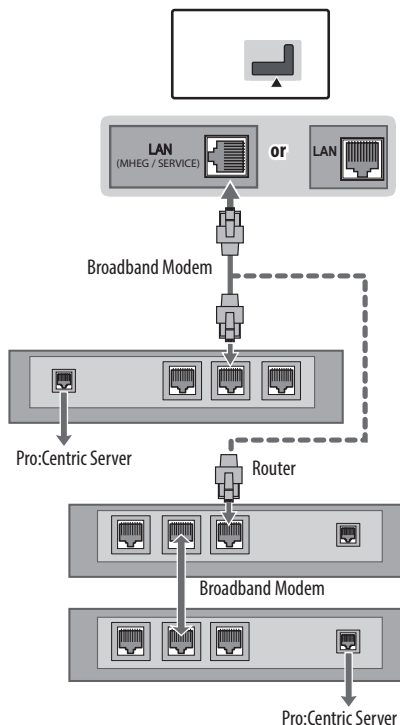 LAN
(MHEG / SERVICE)
or
LAN
Broadband Modem
Pro:Centric Server
Router
Broadband Modem
Pro:Centric Server